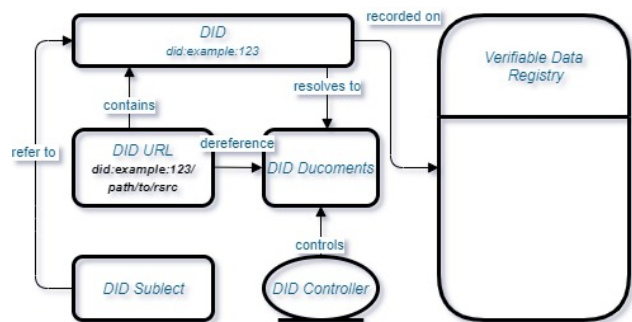 recorded on
DID
did:example:123
Verifiable Data
Registry
resolves to
contains
DID URL
did:example:123/
path/to/rsrc
dereference
DID Ducoments
refer to
controls
DID Sublect
DID Controller